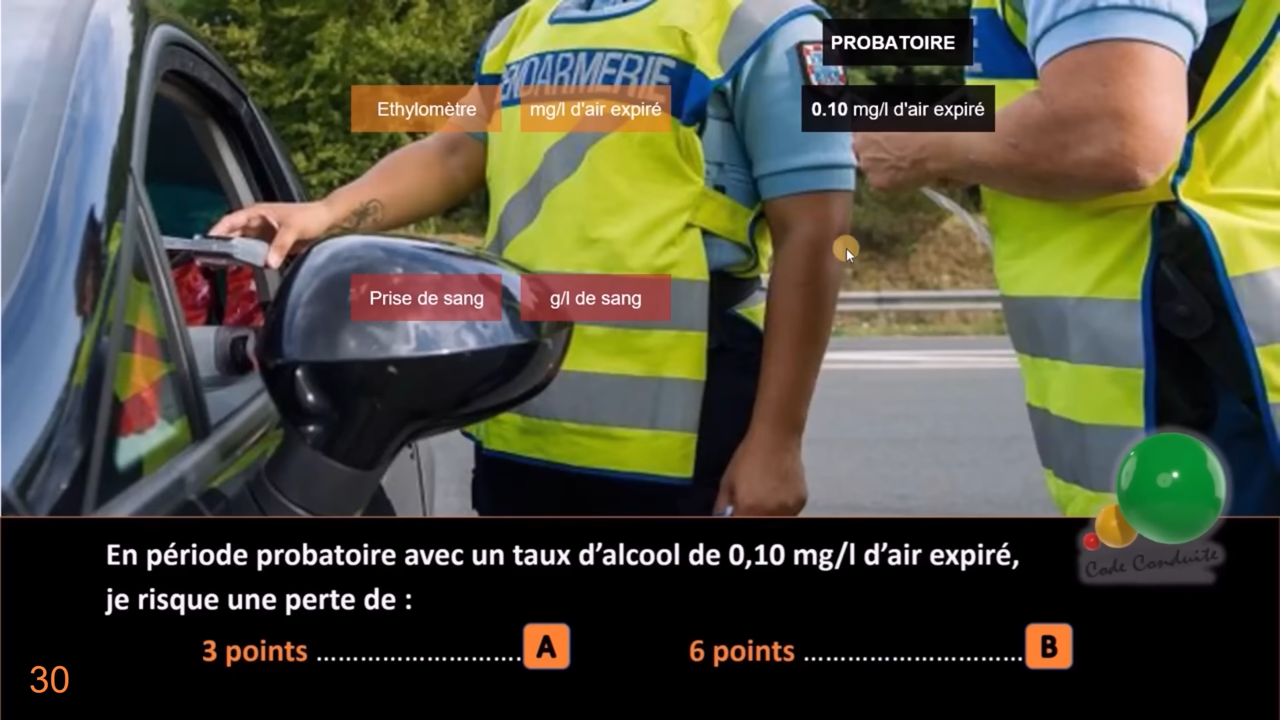 PROBATOIRE
NDARMERIE
Ethylomètre
mg/l d'air expiré
0.10 mg/l d'air expiré
Prise de sang
g/l de sang
En période probatoire avec un taux d'alcool de 0,10 mg/l d'air expiré,
je risque une perte de :
3 points ........................ A
6 points ........................... B
Code Conduite
30